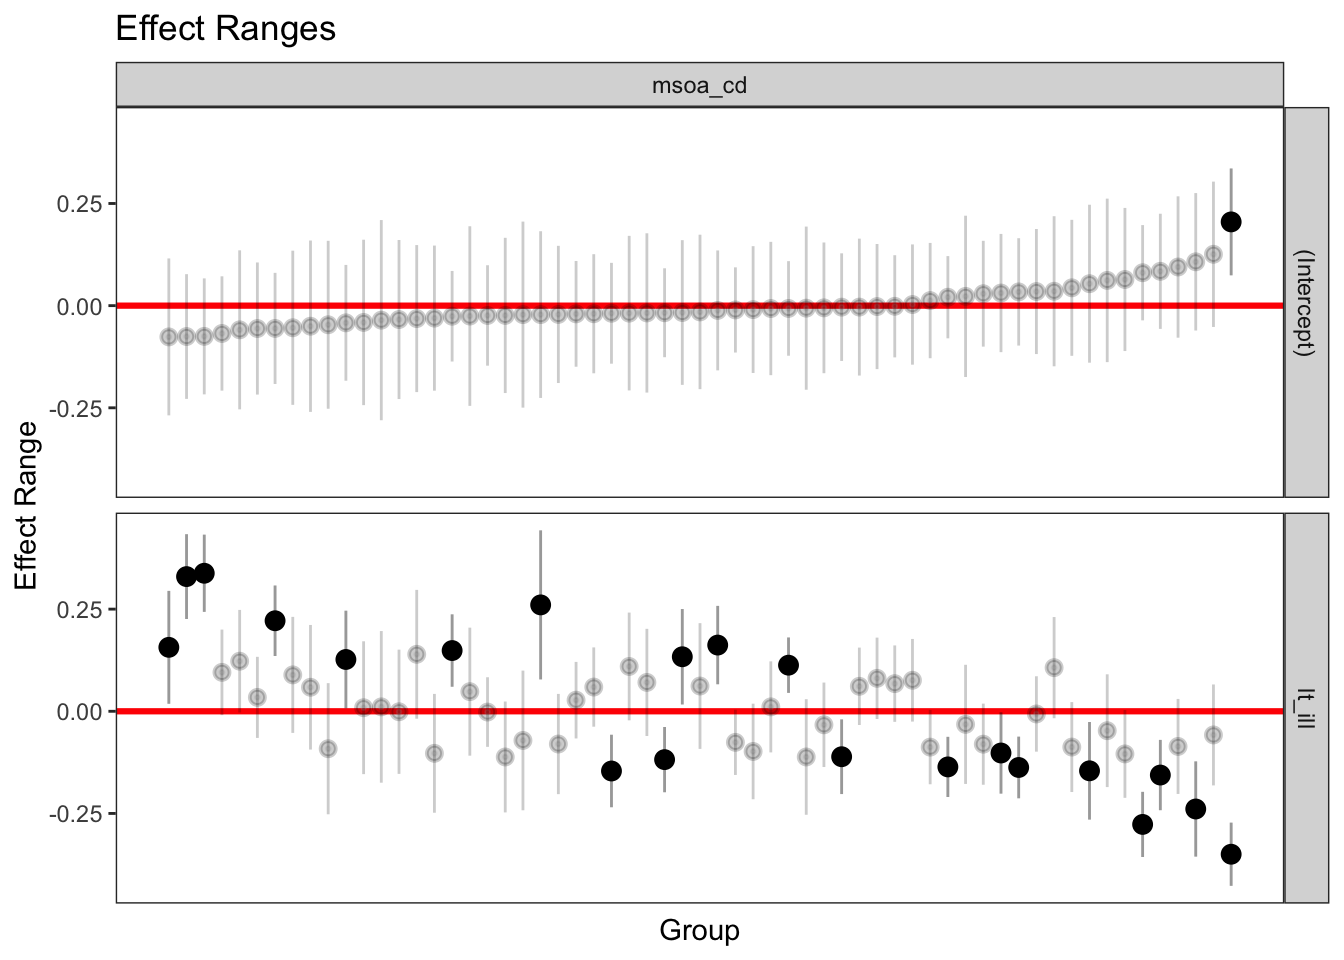 Effect Ranges
msoa_cd
0.25
0.00
-0.25
(Intercept)
Effect Range
0.25
0.00
-0.25
lt_ill
Group